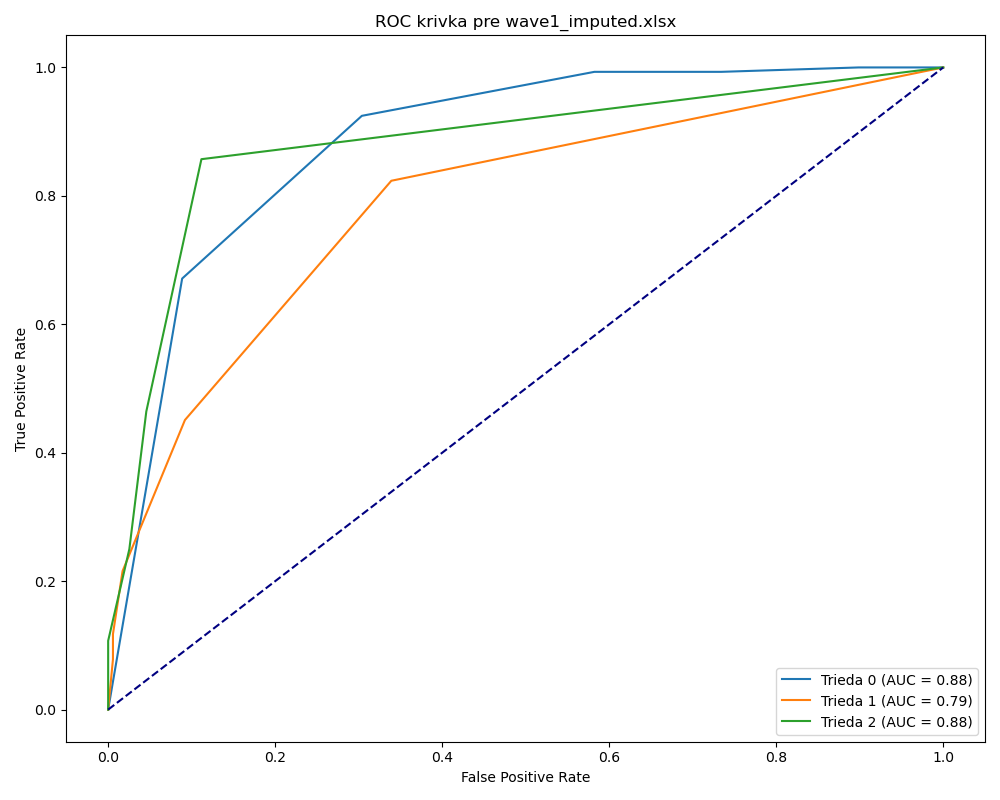 ROC krivka pre wave1_imputed.xlsx
True Positive Rate
1.0
0.8
0.6
0.4
0.2
0.0
0.0 0.2 0.4 0.6 0.8 1.0
False Positive Rate
Trieda 0 (AUC = 0.88)
Trieda 1 (AUC = 0.79)
Trieda 2 (AUC = 0.88)